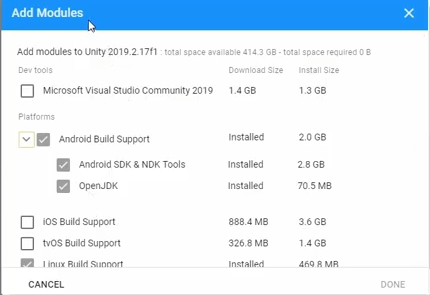 Add Modules
Add modules to Unity 2019.2.17f1 : total space available 414.3 GB - total space required 0 B
Dev tools Download Size Install Size
Microsoft Visual Studio Community 2019 1.4 GB 1.3 GB
Platforms
Android Build Support Installed 2.0 GB
Android SDK & NDK Tools Installed 2.8 GB
OpenJDK Installed 70.5 MB
iOS Build Support 888.4 MB 3.6 GB
tvOS Build Support 326.8 MB 1.4 GB
Linux Build Support Installed 469.8 MB
CANCEL DONE